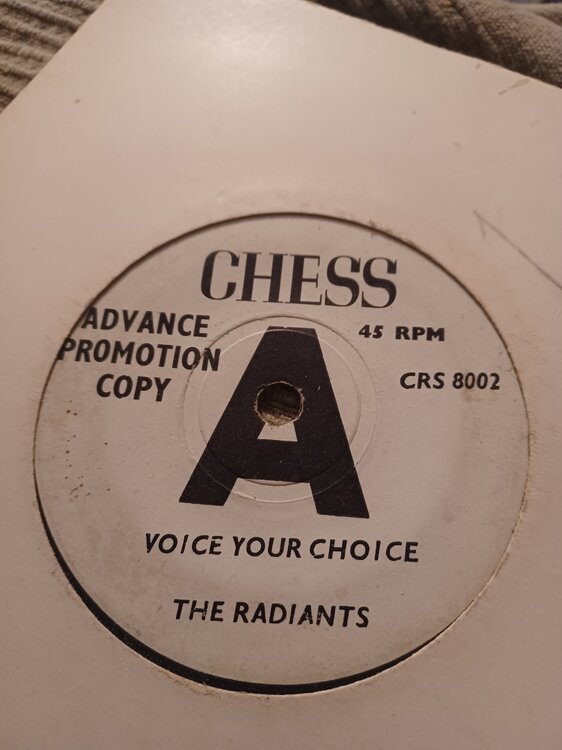 CHESS
ADVANCE
PROMOTION
COPY
45 RPM
CRS 8002
A
VOICE YOUR CHOICE
THE RADIANTS